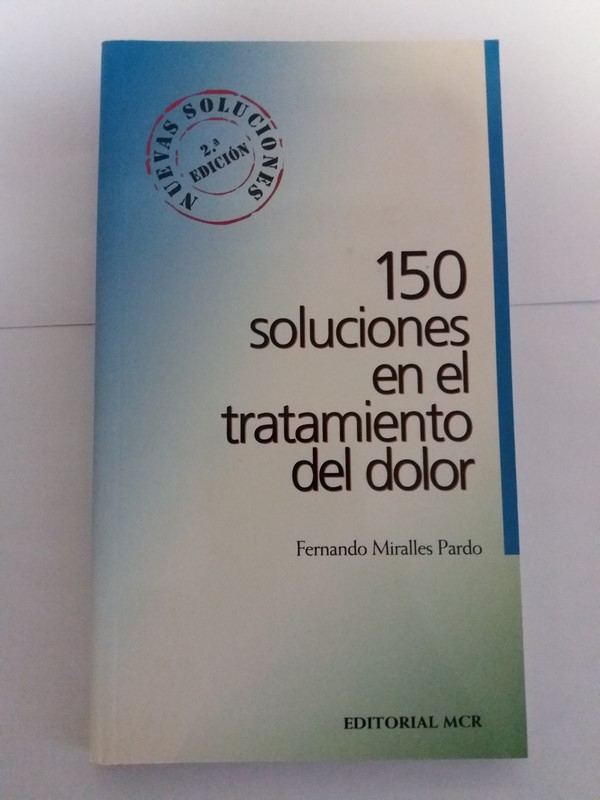 NUEVAS SOLUCIONES
2.ª
EDICIÓN
150
soluciones
en el
tratamiento
del dolor
Fernando Miralles Pardo
EDITORIAL MCR